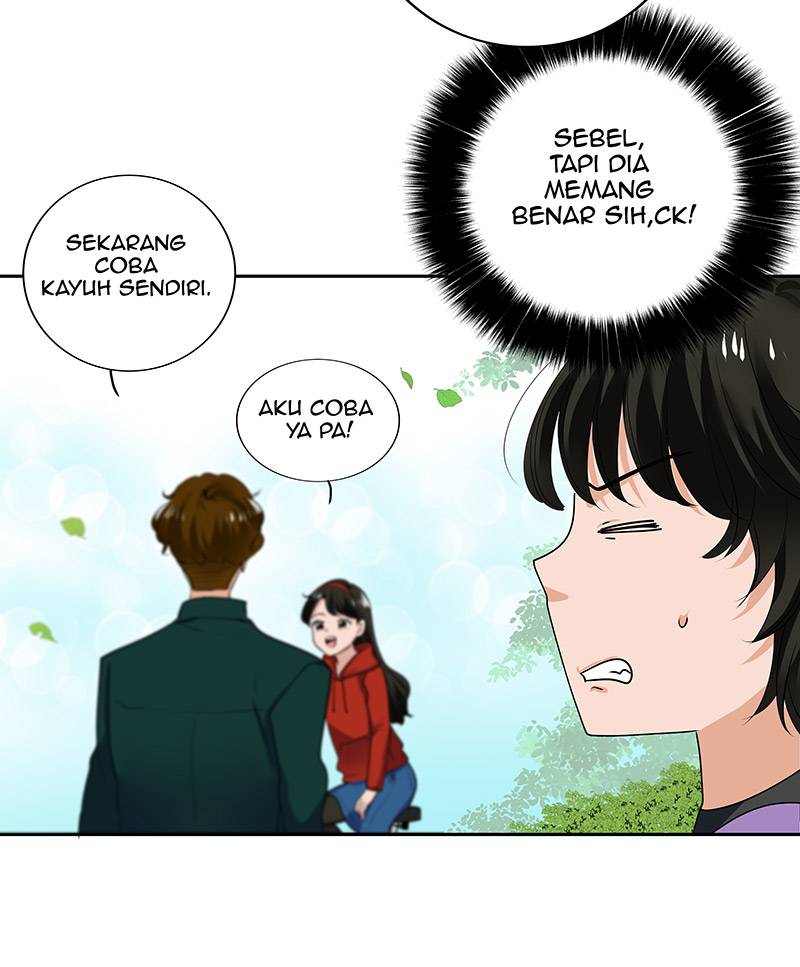 SEBEL,
TAPI DIA
MEMANG
BENAR SIH,CK!
SEKARANG
COBA
KAYUH SENDIRI.
AKU COBA
YA PA!